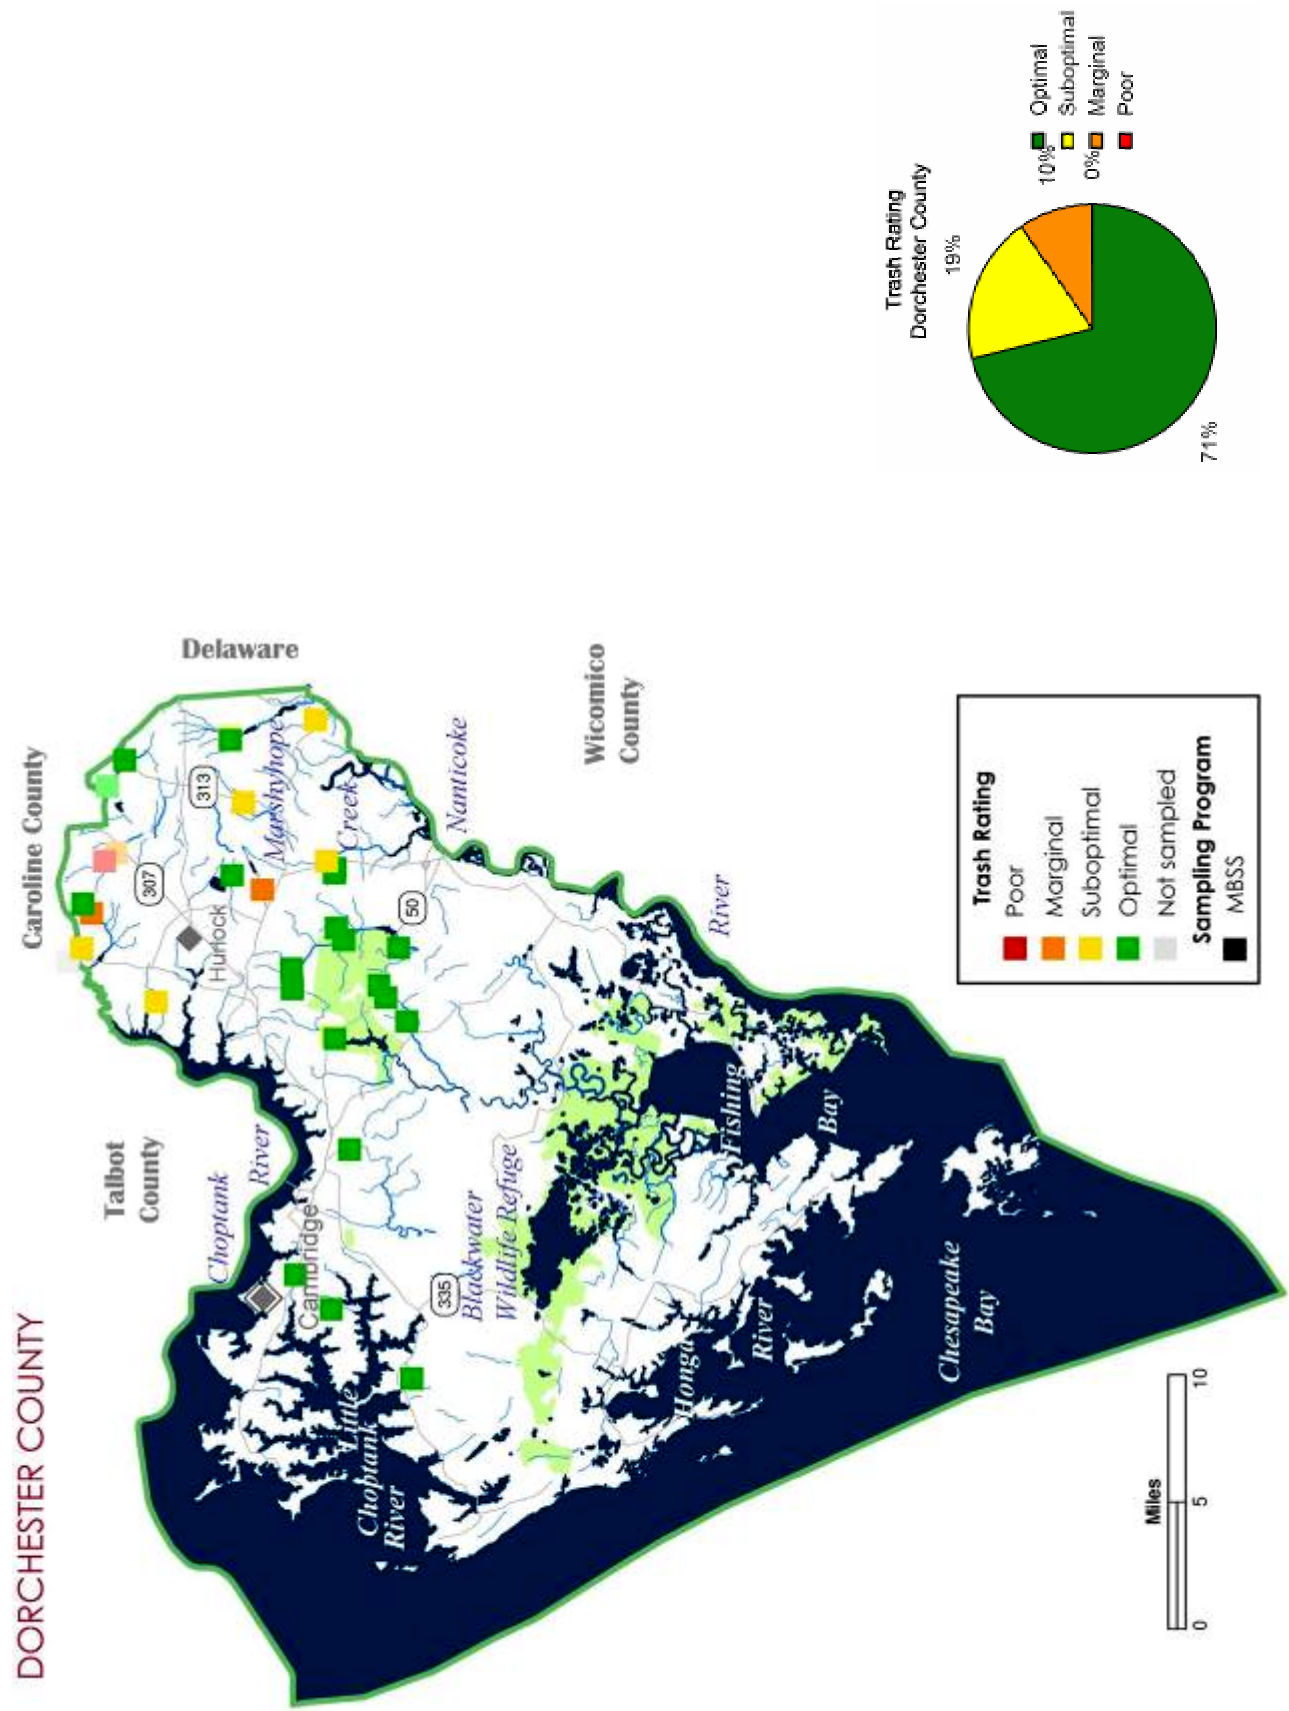 DORCHESTER COUNTY
Caroline County
Talbot
County
Delaware
Wicomico
County
Choptank
River
Cambridge
Hurlock
307
313
Marshyhope
Creek
50
Nanticoke
River
335
Blackwater
Wildlife Refuge
Little
Choptank
River
Fishing
Bay
Honga
River
Chesapeake
Bay
Miles
0 5 10
Trash Rating
Poor
Marginal
Suboptimal
Optimal
Not sampled
Sampling Program
MBSS
Trash Rating
Dorchester County
71%
19%
10%
0%
Optimal
Suboptimal
Marginal
Poor